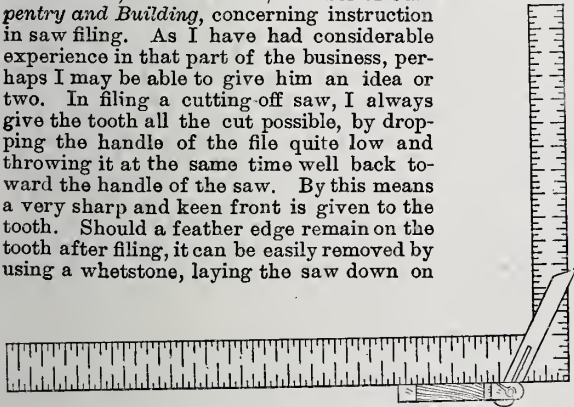 pentry and Building, concerning instruction
in saw filing. As I have had considerable
experience in that part of the business, per-
haps I may be able to give him an idea or
two. In filing a cutting-off saw, I always
give the tooth all the cut possible, by drop-
ping the handle of the file quite low and
throwing it at the same time well back to-
ward the handle of the saw. By this means
a very sharp and keen front is given to the
tooth. Should a feather edge remain on the
tooth after filing, it can be easily removed by
using a whetstone, laying the saw down on